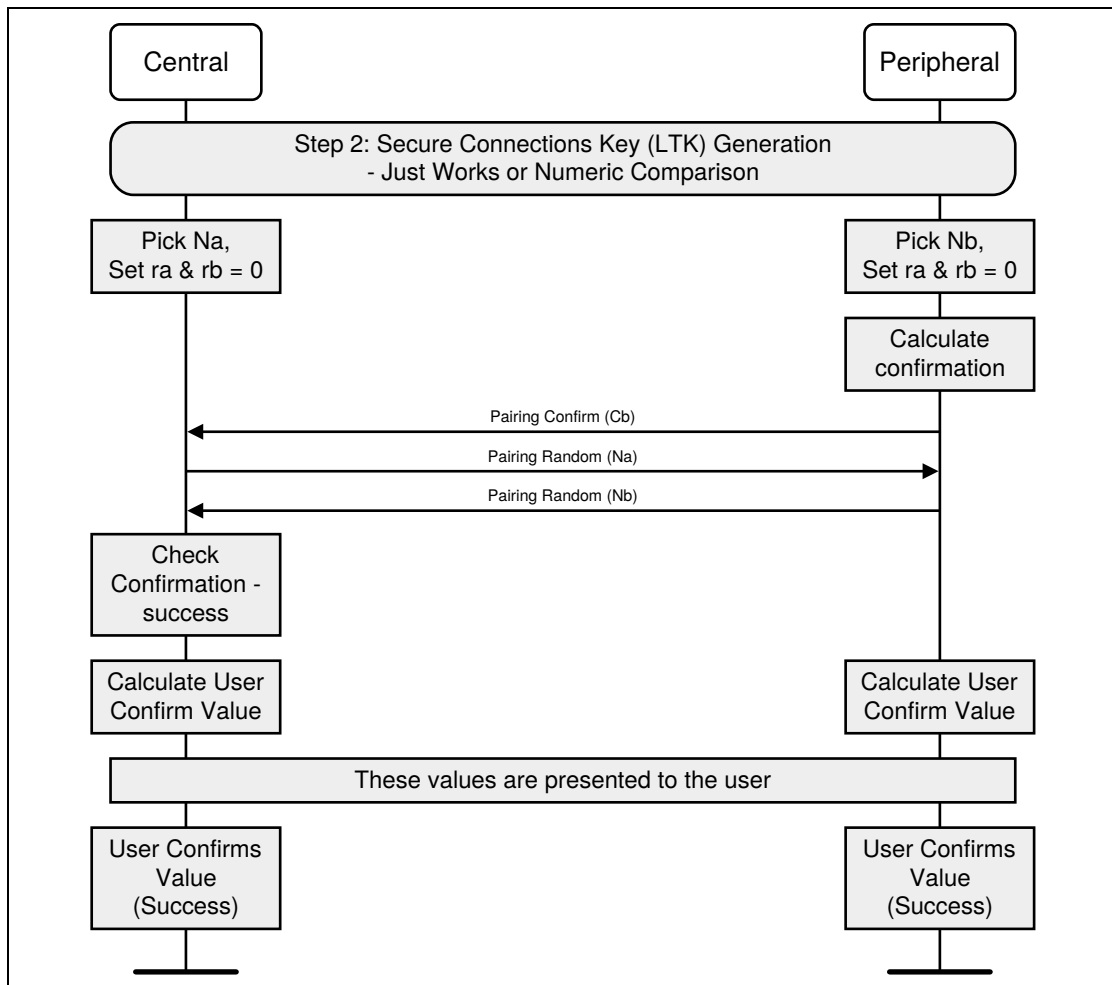 Central
Peripheral
Step 2: Secure Connections Key (LTK) Generation
- Just Works or Numeric Comparison
Pick Na,
Set ra & rb = 0
Pick Nb,
Set ra & rb = 0
Calculate
confirmation
Pairing Confirm (Cb)
Pairing Random (Na)
Pairing Random (Nb)
Check
Confirmation -
success
Calculate User
Confirm Value
Calculate User
Confirm Value
These values are presented to the user
User Confirms
Value
(Success)
User Confirms
Value
(Success)